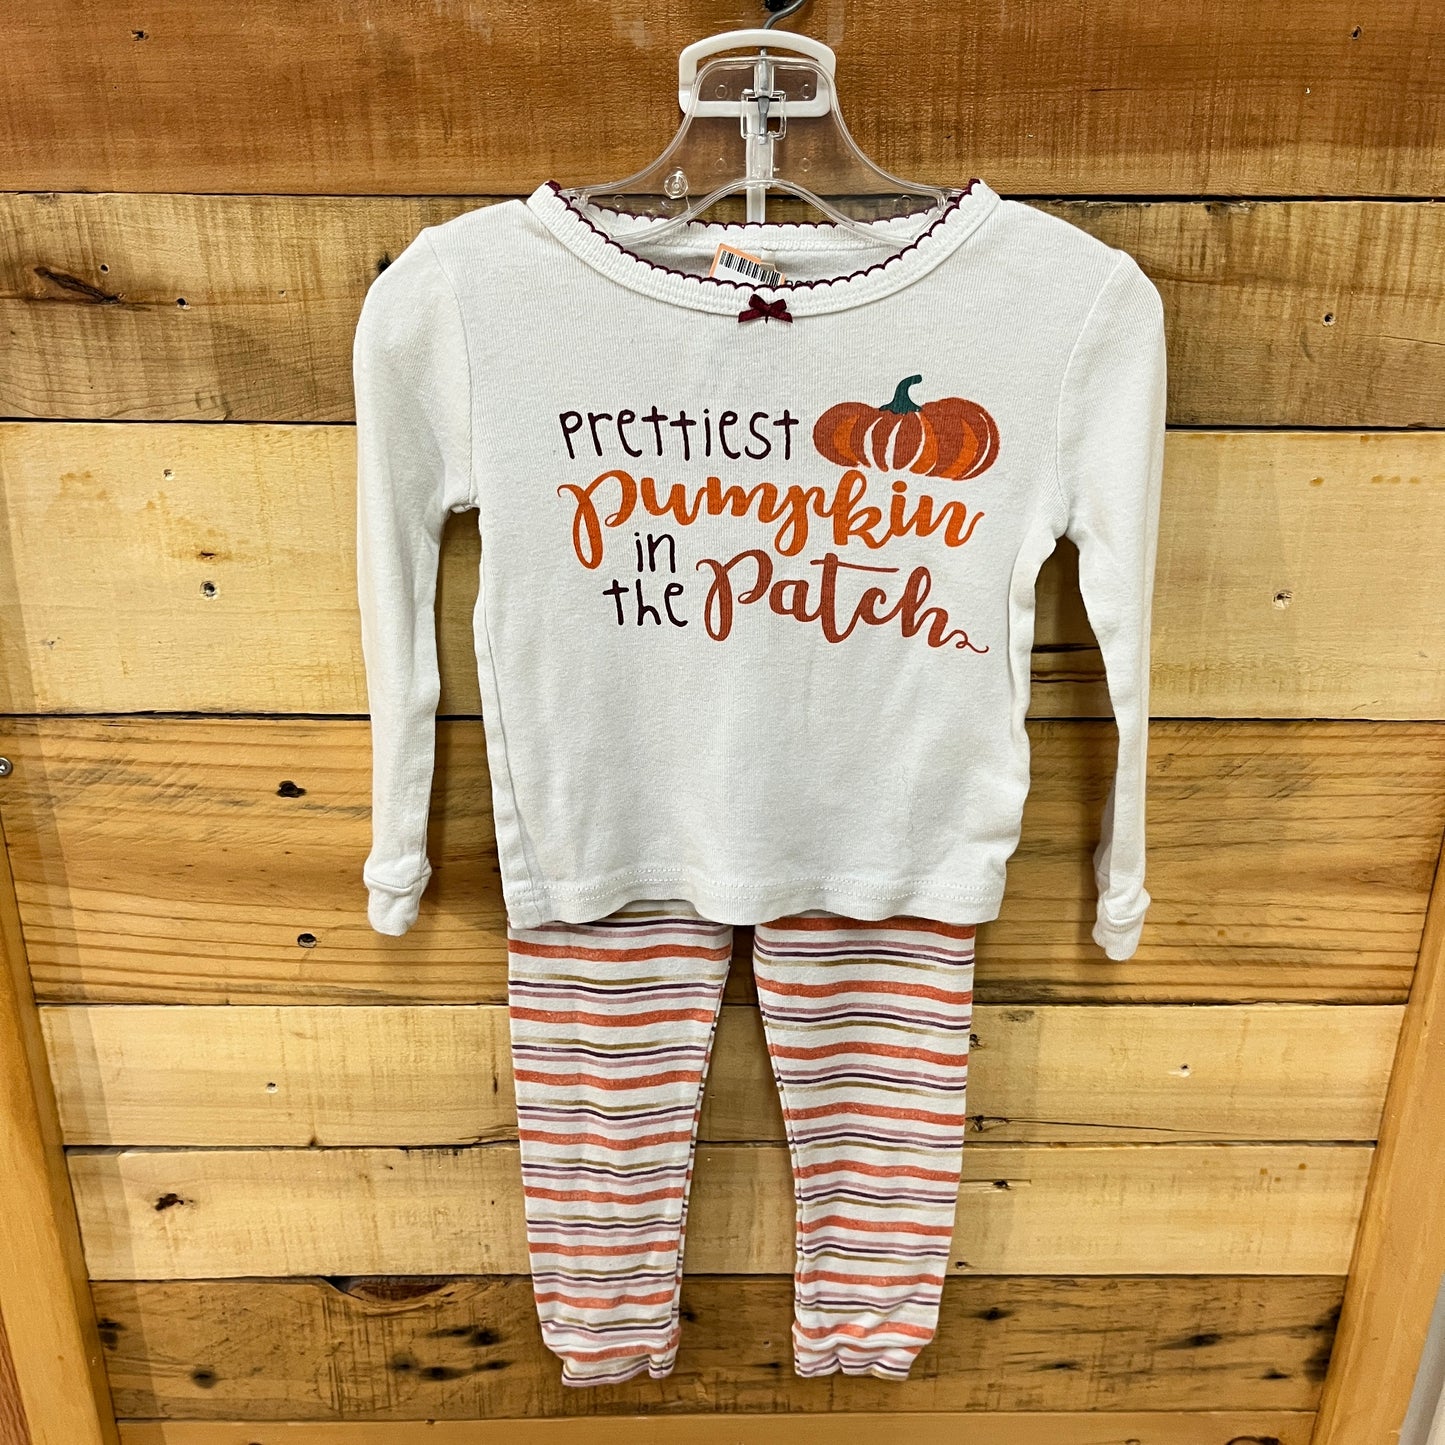 prettiest
Pumpkin
in
the Patch